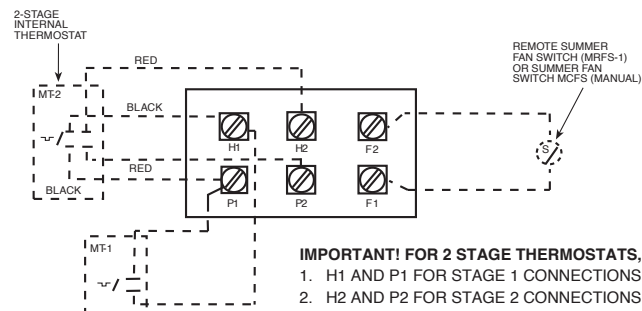 2-STAGE
INTERNAL
THERMOSTAT
RED
REMOTE SUMMER
FAN SWITCH (MRFS-1)
OR SUMMER FAN
SWITCH MCFS (MANUAL)
MT-2
BLACK
H1
H2
F2
S
RED
BLACK
P1
P2
F1
MT-1
IMPORTANT! FOR 2 STAGE THERMOSTATS,
1. H1 AND P1 FOR STAGE 1 CONNECTIONS
2. H2 AND P2 FOR STAGE 2 CONNECTIONS